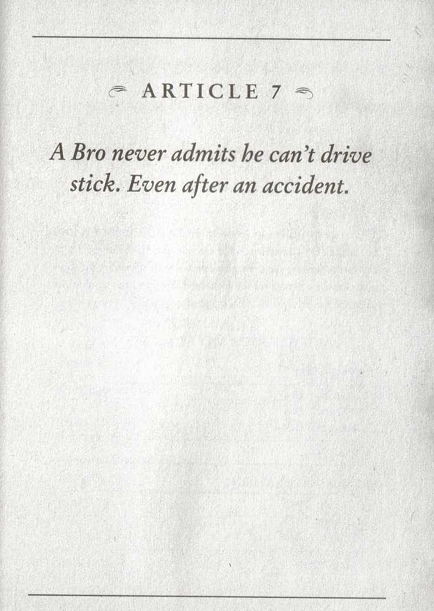 ARTICLE 7
A Bro never admits he can't drive
stick. Even after an accident.